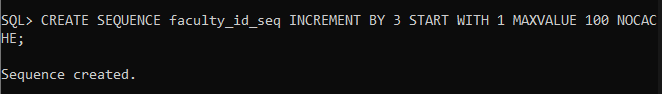 SQL> CREATE SEQUENCE faculty_id_seq INCREMENT BY 3 START WITH 1 MAXVALUE 100 NOCAC
HE;
Sequence created.